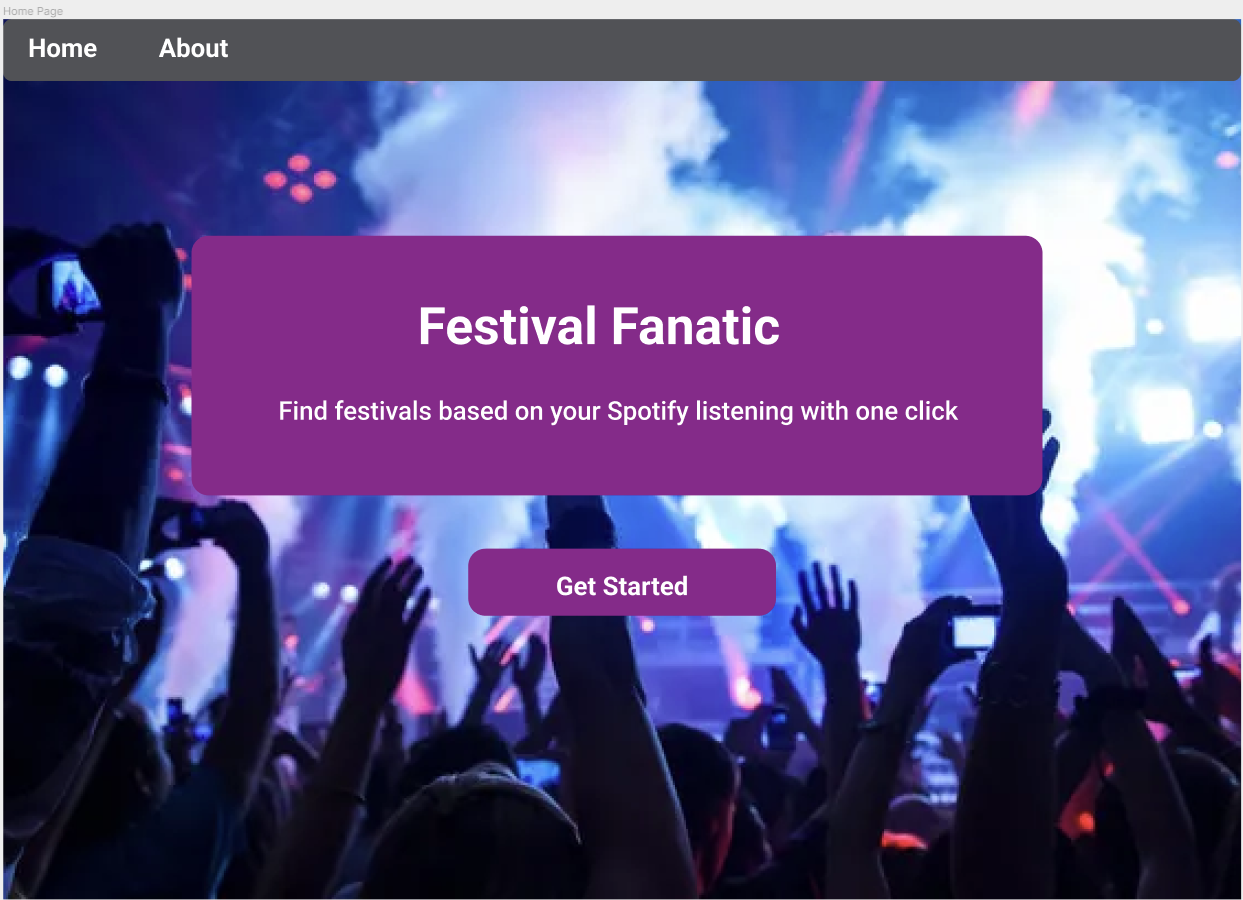 Home Page
Home About
Festival Fanatic
Find festivals based on your Spotify listening with one click
Get Started